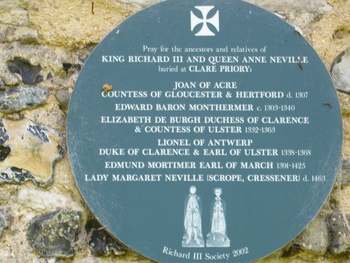 Pray for the ancestors and relatives of
KING RICHARD III AND QUEEN ANNE NEVILLE
buried at CLARE PRIORY:
JOAN OF ACRE
COUNTESS OF GLOUCESTER & HERTFORD d. 1307
EDWARD BARON MONTHERMER c. 1303-1340
ELIZABETH DE BURGH DUCHESS OF CLARENCE
& COUNTESS OF ULSTER 1332-1363
LIONEL OF ANTWERP
DUKE OF CLARENCE & EARL OF ULSTER 1338-1368
EDMUND MORTIMER EARL OF MARCH 1391-1425
LADY MARGARET NEVILLE (SCROPE, CRESSENER) d. 1463
Richard III Society 2002